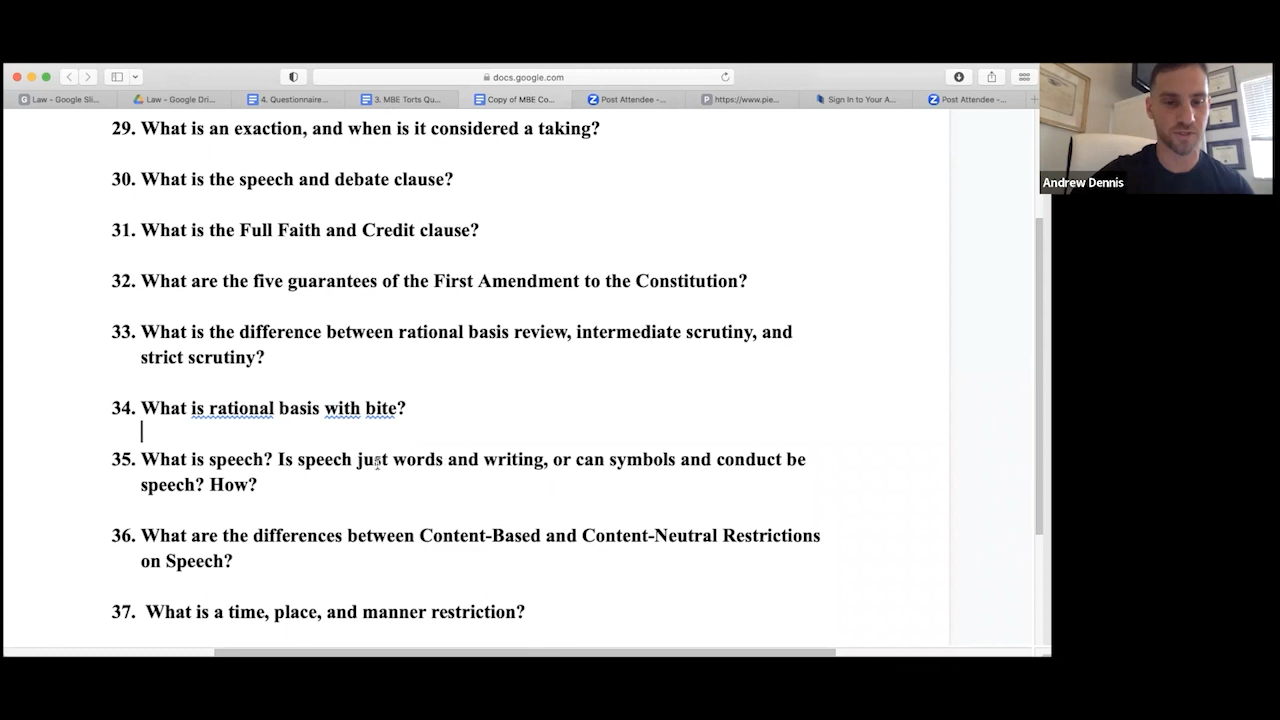 docs.google.com
Law - Google Sli...
Law - Google Dri...
4. Questionnaire...
3. MBE Torts Qu...
Copy of MBE Co...
Post Attendee -...
https://www.pie...
Sign In to Your A...
Post Attendee -...
29. What is an exaction, and when is it considered a taking?
30. What is the speech and debate clause?
31. What is the Full Faith and Credit clause?
32. What are the five guarantees of the First Amendment to the Constitution?
33. What is the difference between rational basis review, intermediate scrutiny, and
strict scrutiny?
34. What is rational basis with bite?
35. What is speech? Is speech just words and writing, or can symbols and conduct be
speech? How?
36. What are the differences between Content-Based and Content-Neutral Restrictions
on Speech?
37. What is a time, place, and manner restriction?
Andrew Dennis